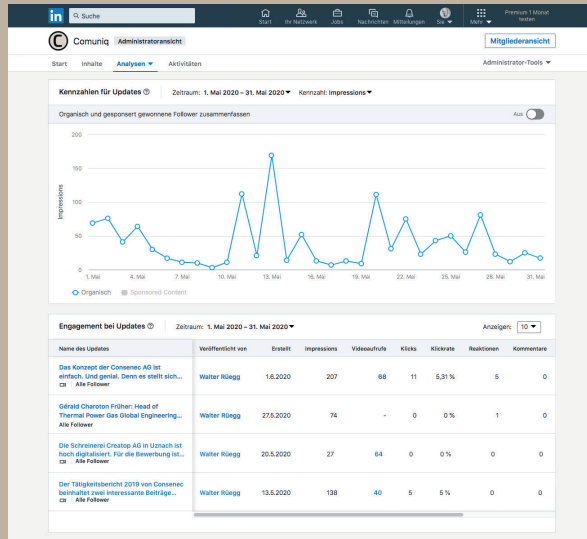 in Suche
Start Ihr Netzwerk Jobs Nachrichten Mitteilungen Sie ▼ Mehr ▼ Premium 1 Monat
testen
C Comuniq Administratoransicht Mitgliederansicht
Start Inhalte Analysen ▼ Aktivitäten Administrator-Tools ▼
Kennzahlen für Updates Zeitraum: 1. Mai 2020 – 31. Mai 2020 ▼ Kennzahl: Impressions ▼
Organisch und gesponsert gewonnene Follower zusammenfassen Aus
200
150
100
50
0
Impressions
1. Mai 4. Mai 7. Mai 10. Mai 13. Mai 16. Mai 19. Mai 22. Mai 25. Mai 28. Mai 31. Mai
Organisch Sponsored Content
Engagement bei Updates Zeitraum: 1. Mai 2020 – 31. Mai 2020 ▼ Anzeigen: 10 ▼
Name des Updates Veröffentlicht von Erstellt Impressions Videoaufrufe Klicks Klickrate Reaktionen Kommentare
Das Konzept der Consenec AG ist
einfach. Und genial. Denn es stellt sich...
Alle Follower
Walter Rüegg 1.6.2020 207 68 11 5,31 % 5 0
Gérald Charoton Früher: Head of
Thermal Power Gas Global Engineering...
Alle Follower
Walter Rüegg 27.5.2020 74 - 0 0 % 1 0
Die Schreinerei Creatop AG in Uznach ist
hoch digitalisiert. Für die Bewerbung ist...
Alle Follower
Walter Rüegg 20.5.2020 27 64 0 0 % 0 0
Der Tätigkeitsbericht 2019 von Consenec
beinhaltet zwei interessante Beiträge...
Alle Follower
Walter Rüegg 13.5.2020 138 40 5 5 % 0 0